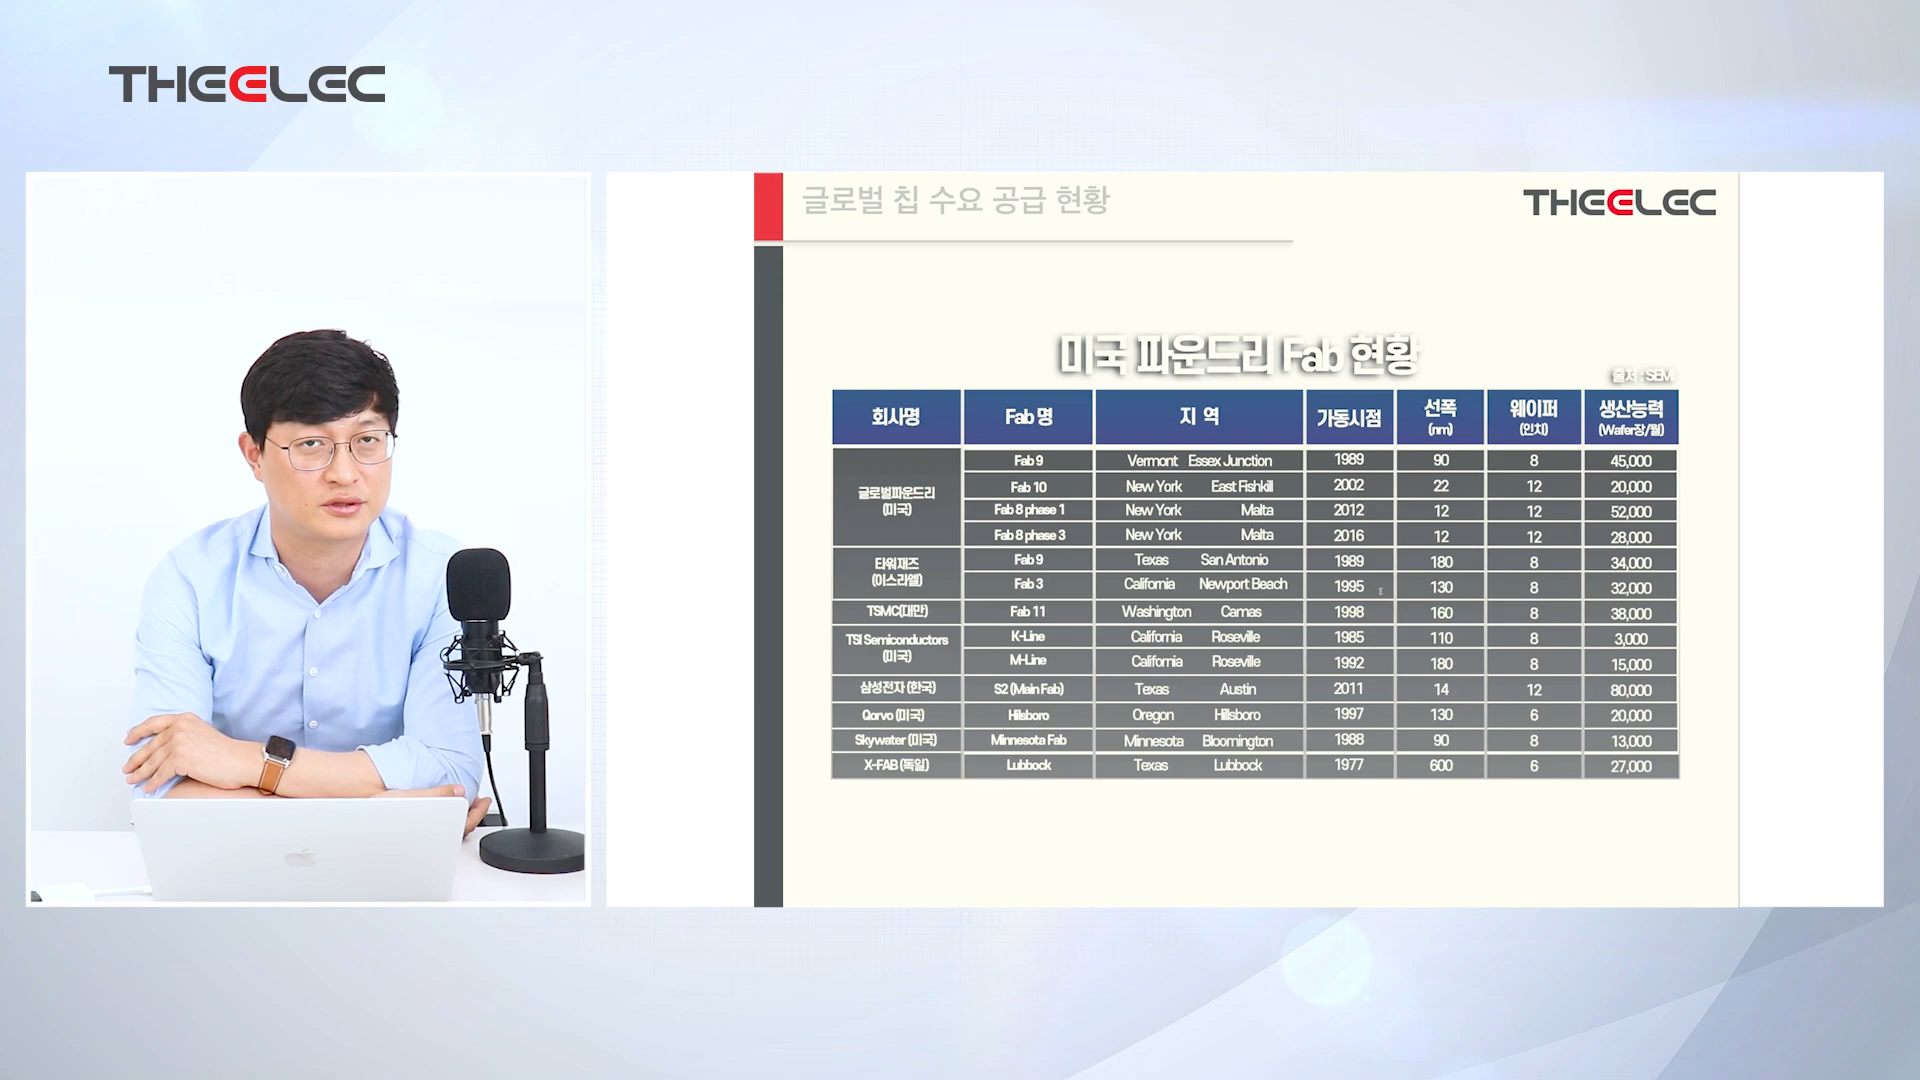 THEELEC
글로벌 칩 수요 공급 현황
THEELEC
미국 파운드리 Fab 현황
출처 : SEMI
회사명 Fab 명 지 역 가동시점 선폭 (nm) 웨이퍼 (인치) 생산능력 (Wafer장/월)
글로벌파운드리 (미국) Fab 9 Vermont Essex Junction 1989 90 8 45,000
Fab 10 New York East Fishkill 2002 22 12 20,000
Fab 8 phase 1 New York Malta 2012 12 12 52,000
Fab 8 phase 3 New York Malta 2016 12 12 28,000
타워재즈 (이스라엘) Fab 9 Texas San Antonio 1989 180 8 34,000
Fab 3 California Newport Beach 1995 130 8 32,000
TSMC(대만) Fab 11 Washington Camas 1998 160 8 38,000
TSI Semiconductors (미국) K-Line California Roseville 1985 110 8 3,000
M-Line California Roseville 1992 180 8 15,000
삼성전자 (한국) S2 (Main Fab) Texas Austin 2011 14 12 80,000
Qorvo (미국) Hilsboro Oregon Hillsboro 1997 130 6 20,000
Skywater (미국) Minnesota Fab Minnesota Bloomington 1988 90 8 13,000
X-FAB (독일) Lubbock Texas Lubbock 1977 600 6 27,000